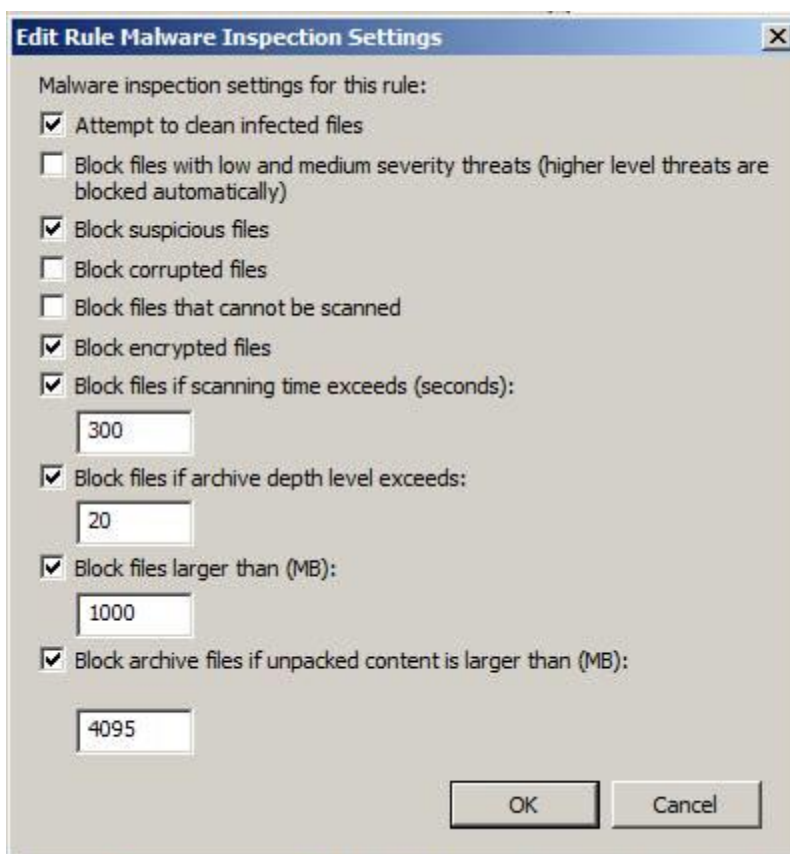 Edit Rule Malware Inspection Settings
Malware inspection settings for this rule:
Attempt to clean infected files
Block files with low and medium severity threats (higher level threats are
blocked automatically)
Block suspicious files
Block corrupted files
Block files that cannot be scanned
Block encrypted files
Block files if scanning time exceeds (seconds):
300
Block files if archive depth level exceeds:
20
Block files larger than (MB):
1000
Block archive files if unpacked content is larger than (MB):
4095
OK
Cancel